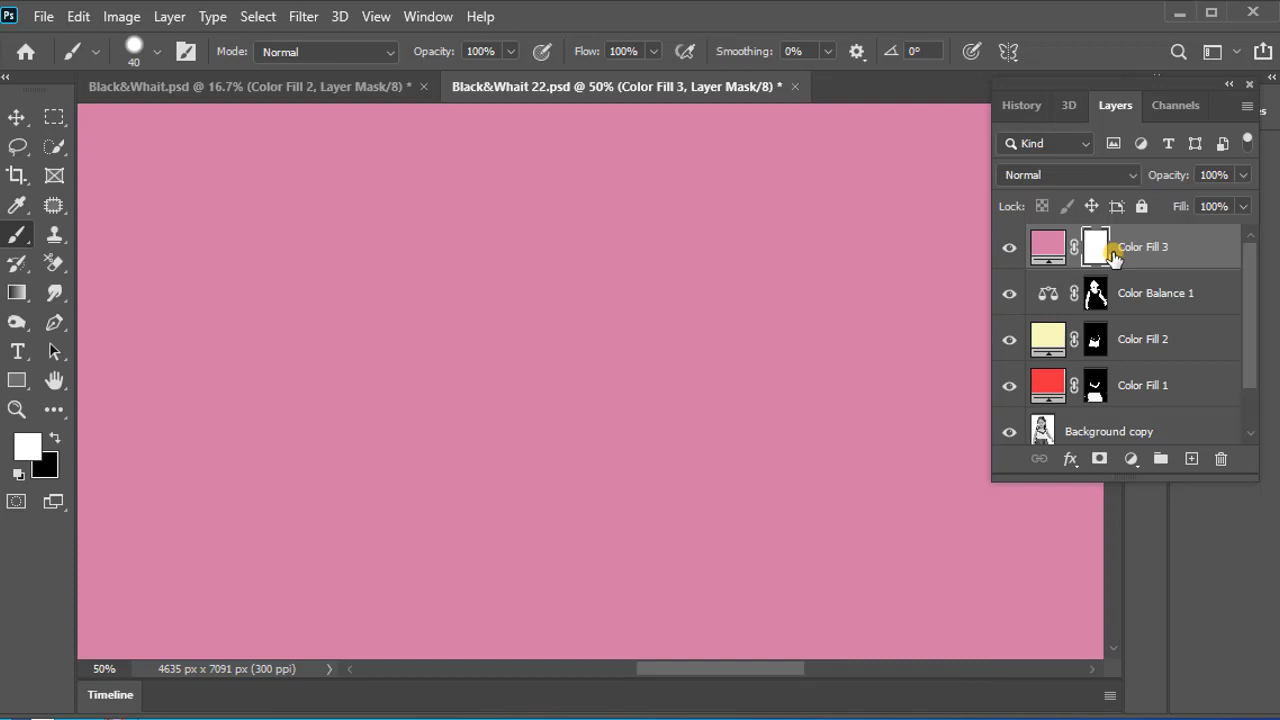 Ps File Edit Image Layer Type Select Filter 3D View Window Help
40 Mode: Normal Opacity: 100% Flow: 100% Smoothing: 0% 0°
Black&Whait.psd @ 16.7% (Color Fill 2, Layer Mask/8) * Black&Whait 22.psd @ 50% (Color Fill 3, Layer Mask/8) *
History 3D Layers Channels
Kind
Normal Opacity: 100%
Lock: Fill: 100%
Color Fill 3
Color Balance 1
Color Fill 2
Color Fill 1
Background copy
fx
50% 4635 px x 7091 px (300 ppi)
Timeline